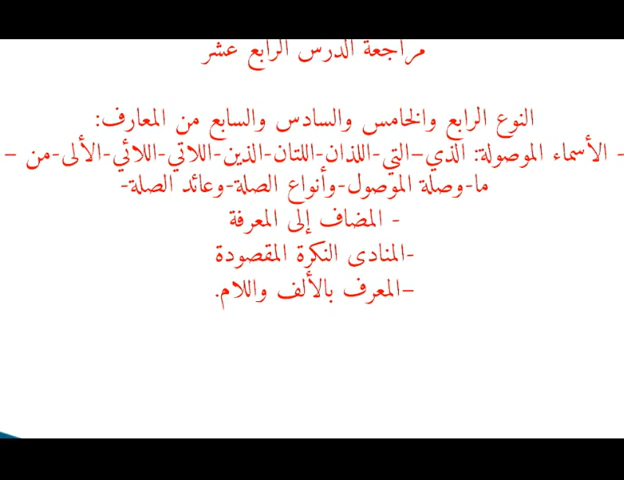 مراجعة الدرس الرابع عشر
النوع الرابع والخامس والسادس والسابع من المعارف:
- الأسماء الموصولة: الذي–التي-اللذان-اللتان-الذين-اللاتي-اللائي-الألى-من –
ما-وصلة الموصول-وأنواع الصلة-وعائد الصلة-
- المضاف إلى المعرفة
-المنادى النكرة المقصودة
–المعرف بالألف واللام.